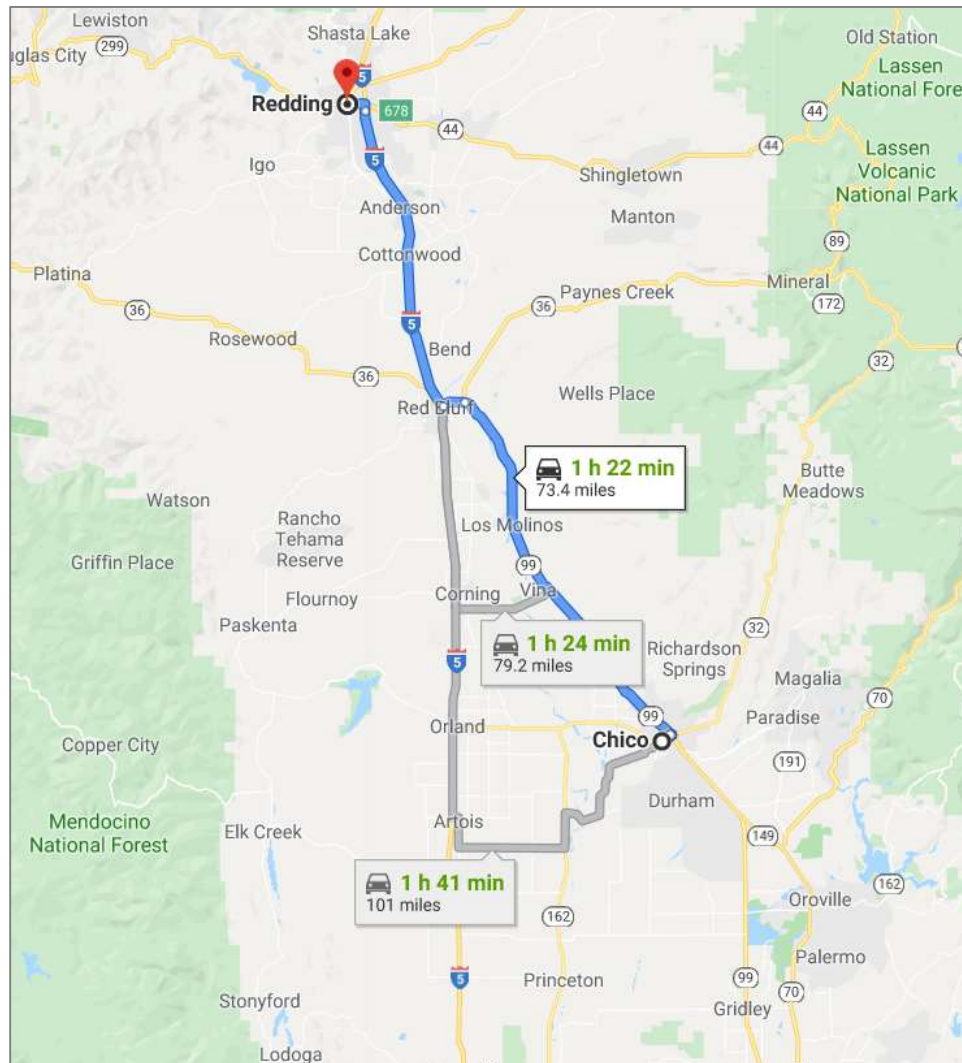 Lewiston
Shasta Lake
299
uglas City
5
Old Station
Lassen
National Fore
44
Redding
678
44
44
5
Igo
Shingletown
Lassen
Volcanic
National Park
Anderson
Manton
89
Cottonwood
Platina
Mineral
172
36
Paynes Creek
36
5
Rosewood
Bend
32
36
Wells Place
Red Bluff
1 h 22 min
73.4 miles
Butte
Meadows
Watson
Rancho
Tehama
Reserve
Los Molinos
Griffin Place
99
Corning
Vina
Flournoy
Paskenta
32
1 h 24 min
79.2 miles
Richardson
Springs
5
Magalia
70
99
Paradise
Orland
Chico
Copper City
191
Durham
Mendocino
National Forest
Elk Creek
Artois
149
1 h 41 min
101 miles
162
Oroville
162
Palermo
99
5
Princeton
70
Stonyford
Gridley
Lodoga